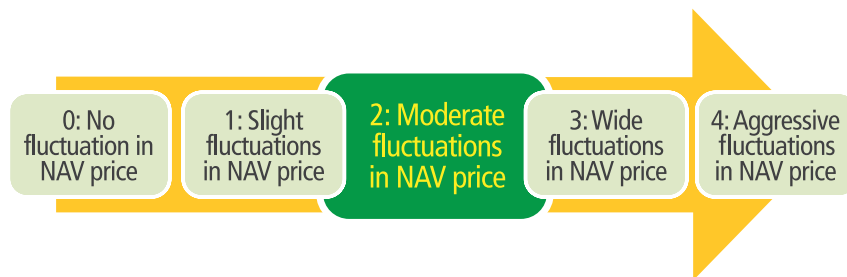 0: No
fluctuation in
NAV price
1: Slight
fluctuations
in NAV price
2: Moderate
fluctuations
in NAV price
3: Wide
fluctuations
in NAV price
4: Aggressive
fluctuations
in NAV price